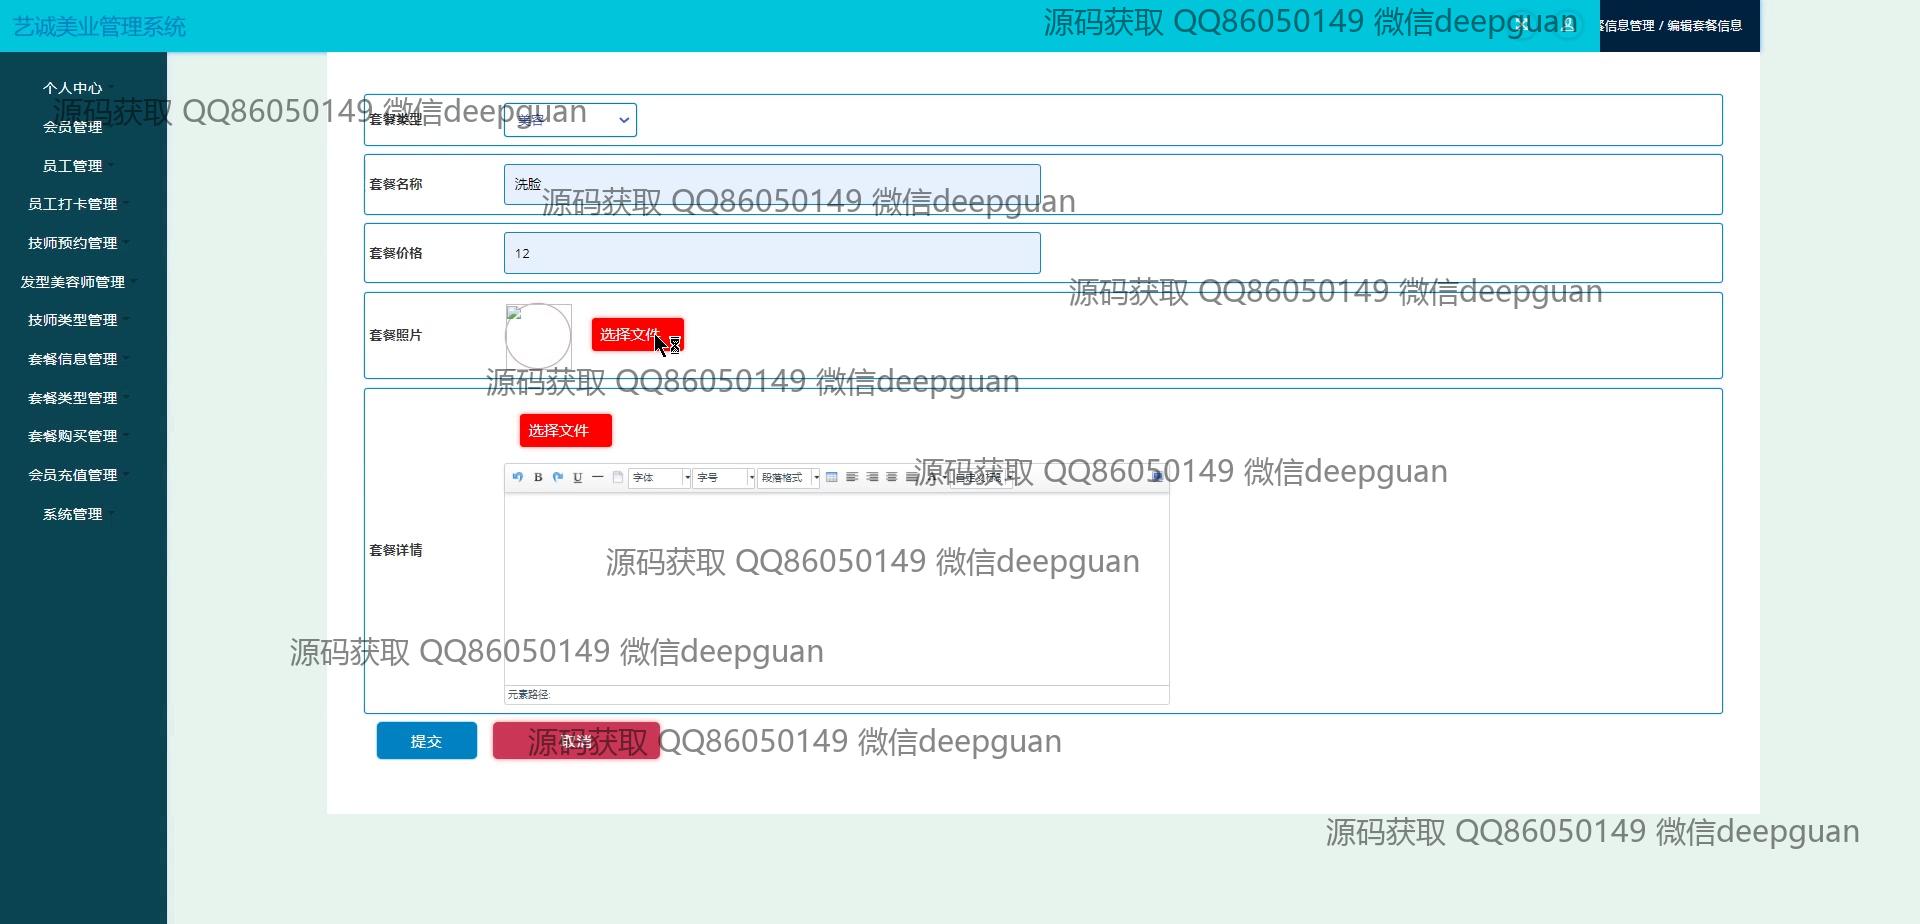 艺诚美业管理系统
源码获取 QQ86050149 微信deepguan
餐信息管理 / 编辑套餐信息
个人中心
源码获取 QQ86050149 微信deepguan
会员管理
员工管理
员工打卡管理
技师预约管理
发型美容师管理
技师类型管理
套餐信息管理
套餐类型管理
套餐购买管理
会员充值管理
系统管理
套餐类型
美容
套餐名称
洗脸
源码获取 QQ86050149 微信deepguan
套餐价格
12
源码获取 QQ86050149 微信deepguan
套餐照片
选择文件
源码获取 QQ86050149 微信deepguan
选择文件
B U 字体 字号 段落格式 自定义标题
源码获取 QQ86050149 微信deepguan
套餐详情
源码获取 QQ86050149 微信deepguan
源码获取 QQ86050149 微信deepguan
元素路径:
提交
取消
源码获取 QQ86050149 微信deepguan
源码获取 QQ86050149 微信deepguan